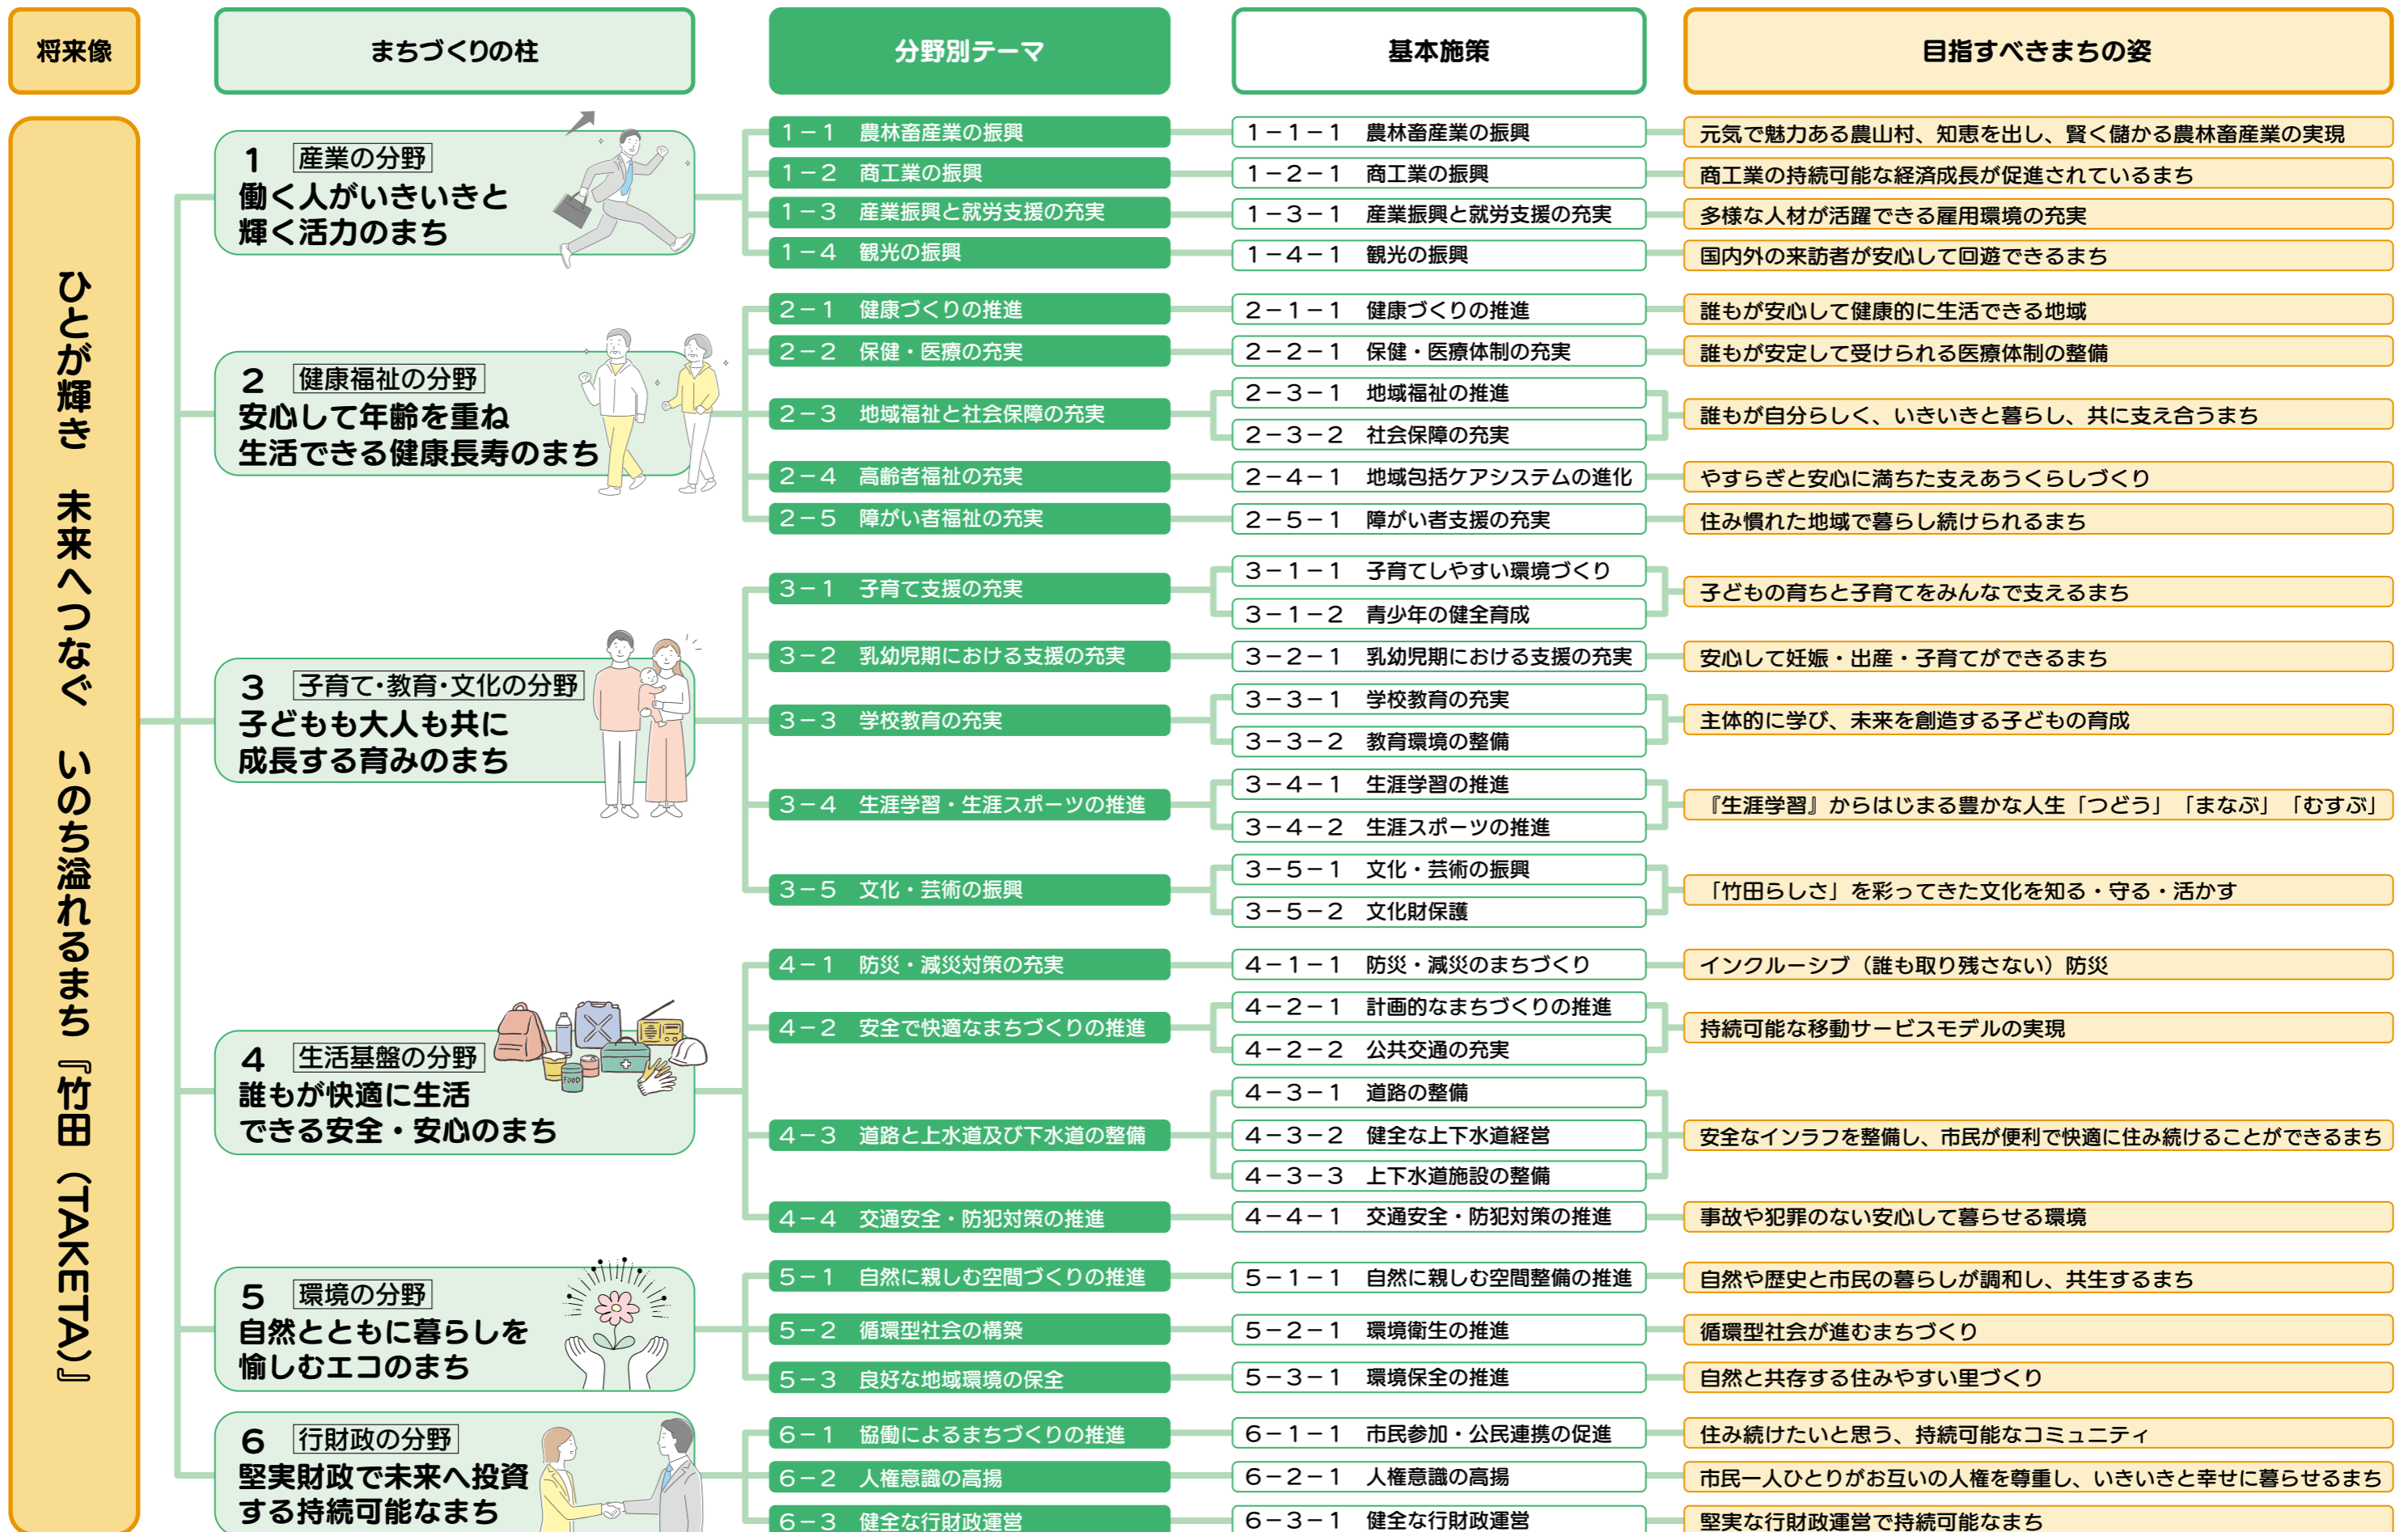 将来像
まちづくりの柱
分野別テーマ
基本施策
目指すべきまちの姿
ひとが輝き 未来へつなぐ いのち溢れるまち『竹田(TAKETA)』
1 産業の分野
働く人がいきいきと
輝く活力のまち
1-1 農林畜産業の振興
1-1-1 農林畜産業の振興
元気で魅力ある農山村、知恵を出し、賢く儲かる農林畜産業の実現
1-2 商工業の振興
1-2-1 商工業の振興
商工業の持続可能な経済成長が促進されているまち
1-3 産業振興と就労支援の充実
1-3-1 産業振興と就労支援の充実
多様な人材が活躍できる雇用環境の充実
1-4 観光の振興
1-4-1 観光の振興
国内外の来訪者が安心して回遊できるまち
2 健康福祉の分野
安心して年齢を重ね
生活できる健康長寿のまち
2-1 健康づくりの推進
2-1-1 健康づくりの推進
誰もが安心して健康的に生活できる地域
2-2 保健・医療の充実
2-2-1 保健・医療体制の充実
誰もが安定して受けられる医療体制の整備
2-3 地域福祉と社会保障の充実
2-3-1 地域福祉の推進
2-3-2 社会保障の充実
誰もが自分らしく、いきいきと暮らし、共に支え合うまち
2-4 高齢者福祉の充実
2-4-1 地域包括ケアシステムの進化
やすらぎと安心に満ちた支えあうくらしづくり
2-5 障がい者福祉の充実
2-5-1 障がい者支援の充実
住み慣れた地域で暮らし続けられるまち
3 子育て・教育・文化の分野
子どもも大人も共に
成長する育みのまち
3-1 子育て支援の充実
3-1-1 子育てしやすい環境づくり
3-1-2 青少年の健全育成
子どもの育ちと子育てをみんなで支えるまち
3-2 乳幼児期における支援の充実
3-2-1 乳幼児期における支援の充実
安心して妊娠・出産・子育てができるまち
3-3 学校教育の充実
3-3-1 学校教育の充実
3-3-2 教育環境の整備
主体的に学び、未来を創造する子どもの育成
3-4 生涯学習・生涯スポーツの推進
3-4-1 生涯学習の推進
3-4-2 生涯スポーツの推進
『生涯学習』からはじまる豊かな人生「つどう」「まなぶ」「むすぶ」
3-5 文化・芸術の振興
3-5-1 文化・芸術の振興
3-5-2 文化財保護
「竹田らしさ」を彩ってきた文化を知る・守る・活かす
4 生活基盤の分野
誰もが快適に生活
できる安全・安心のまち
FOOD
4-1 防災・減災対策の充実
4-1-1 防災・減災のまちづくり
インクルーシブ(誰も取り残さない)防災
4-2 安全で快適なまちづくりの推進
4-2-1 計画的なまちづくりの推進
4-2-2 公共交通の充実
持続可能な移動サービスモデルの実現
4-3 道路と上水道及び下水道の整備
4-3-1 道路の整備
4-3-2 健全な上下水道経営
4-3-3 上下水道施設の整備
安全なインラフを整備し、市民が便利で快適に住み続けることができるまち
4-4 交通安全・防犯対策の推進
4-4-1 交通安全・防犯対策の推進
事故や犯罪のない安心して暮らせる環境
5 環境の分野
自然とともに暮らしを
愉しむエコのまち
5-1 自然に親しむ空間づくりの推進
5-1-1 自然に親しむ空間整備の推進
自然や歴史と市民の暮らしが調和し、共生するまち
5-2 循環型社会の構築
5-2-1 環境衛生の推進
循環型社会が進むまちづくり
5-3 良好な地域環境の保全
5-3-1 環境保全の推進
自然と共存する住みやすい里づくり
6 行財政の分野
堅実財政で未来へ投資
する持続可能なまち
6-1 協働によるまちづくりの推進
6-1-1 市民参加・公民連携の促進
住み続けたいと思う、持続可能なコミュニティ
6-2 人権意識の高揚
6-2-1 人権意識の高揚
市民一人ひとりがお互いの人権を尊重し、いきいきと幸せに暮らせるまち
6-3 健全な行財政運営
6-3-1 健全な行財政運営
堅実な行財政運営で持続可能なまち